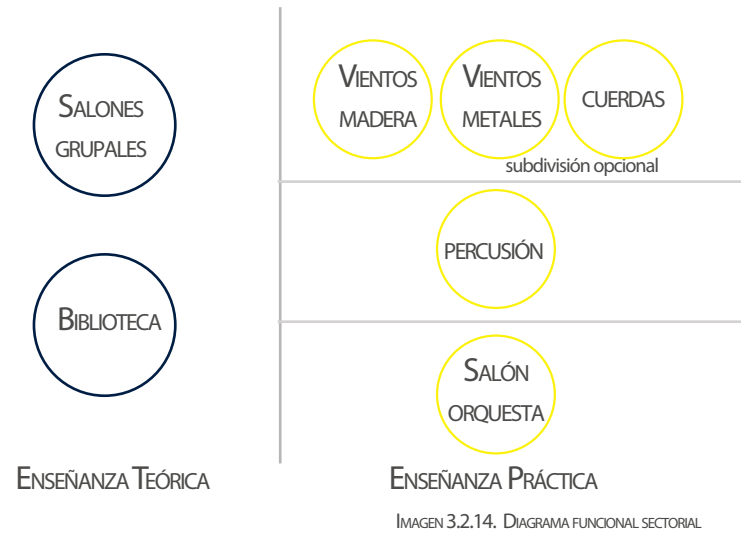 Salones
grupales
Biblioteca
Enseñanza Teórica
Vientos
madera
Vientos
metales
cuerdas
subdivisión opcional
percusión
Salón
orquesta
Enseñanza Práctica
Imagen 3.2.14. Diagrama funcional sectorial